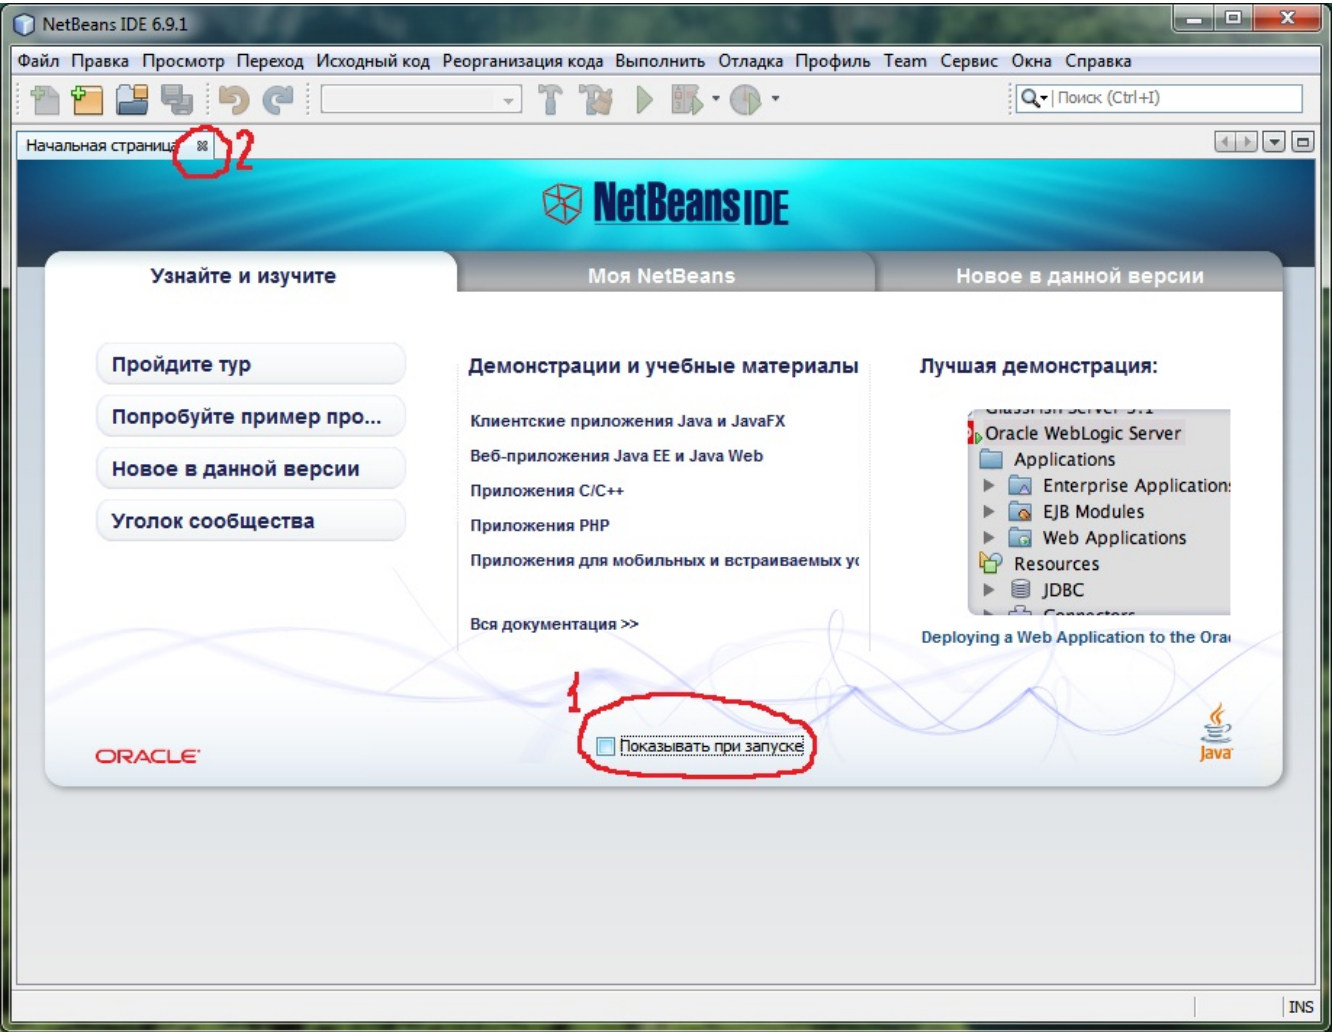 NetBeans IDE 6.9.1
Файл Правка Просмотр Переход Исходный код Реорганизация кода Выполнить Отладка Профиль Team Сервис Окна Справка
Поиск (Ctrl+I)
Начальная страница
2
NetBeans IDE
Узнайте и изучите
Моя NetBeans
Новое в данной версии
Пройдите тур
Попробуйте пример про...
Новое в данной версии
Уголок сообщества
Демонстрации и учебные материалы
Клиентские приложения Java и JavaFX
Веб-приложения Java EE и Java Web
Приложения C/C++
Приложения PHP
Приложения для мобильных и встраиваемых ус
Вся документация >>
Лучшая демонстрация:
Oracle WebLogic Server
Applications
Enterprise Applications
EJB Modules
Web Applications
Resources
JDBC
Connectors
Deploying a Web Application to the Orac
1
Показывать при запуске
ORACLE
Java
INS